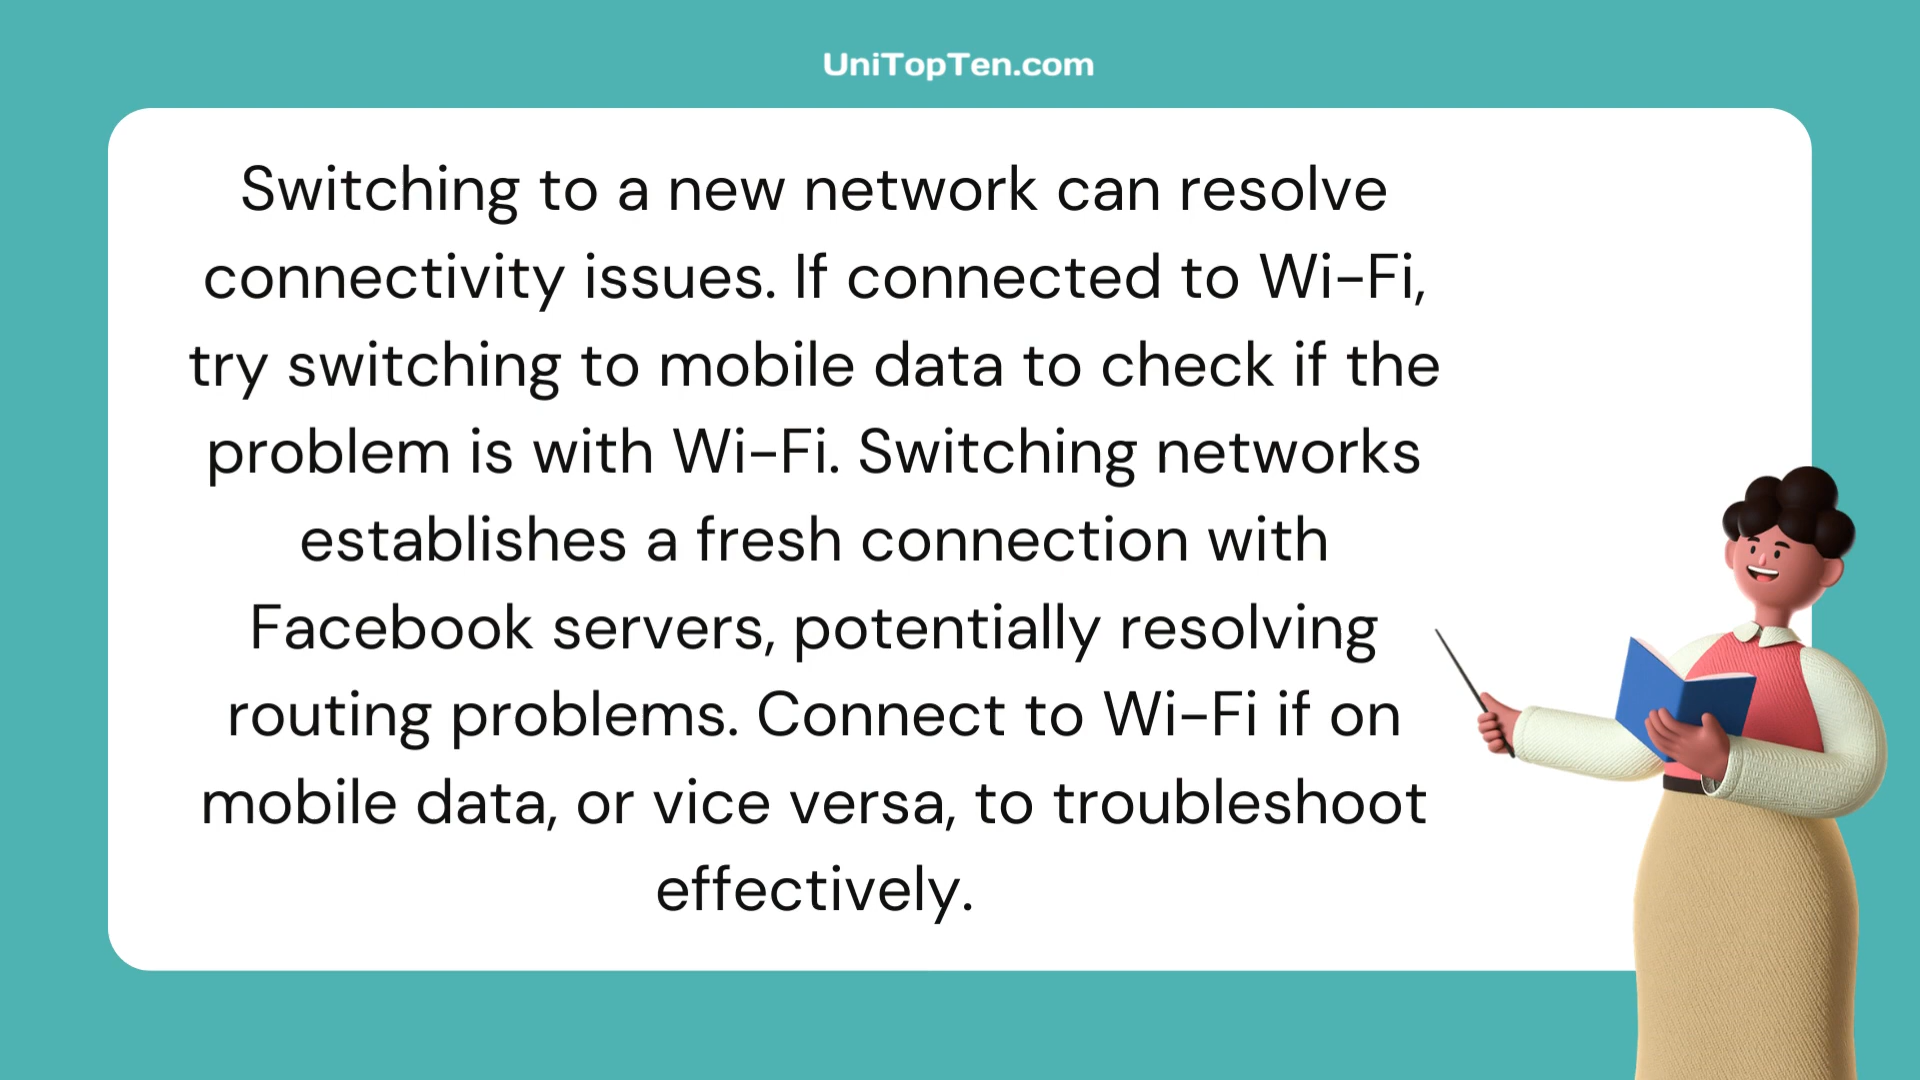 UniTopTen.com
Switching to a new network can resolve
connectivity issues. If connected to Wi-Fi,
try switching to mobile data to check if the
problem is with Wi-Fi. Switching networks
establishes a fresh connection with
Facebook servers, potentially resolving
routing problems. Connect to Wi-Fi if on
mobile data, or vice versa, to troubleshoot
effectively.